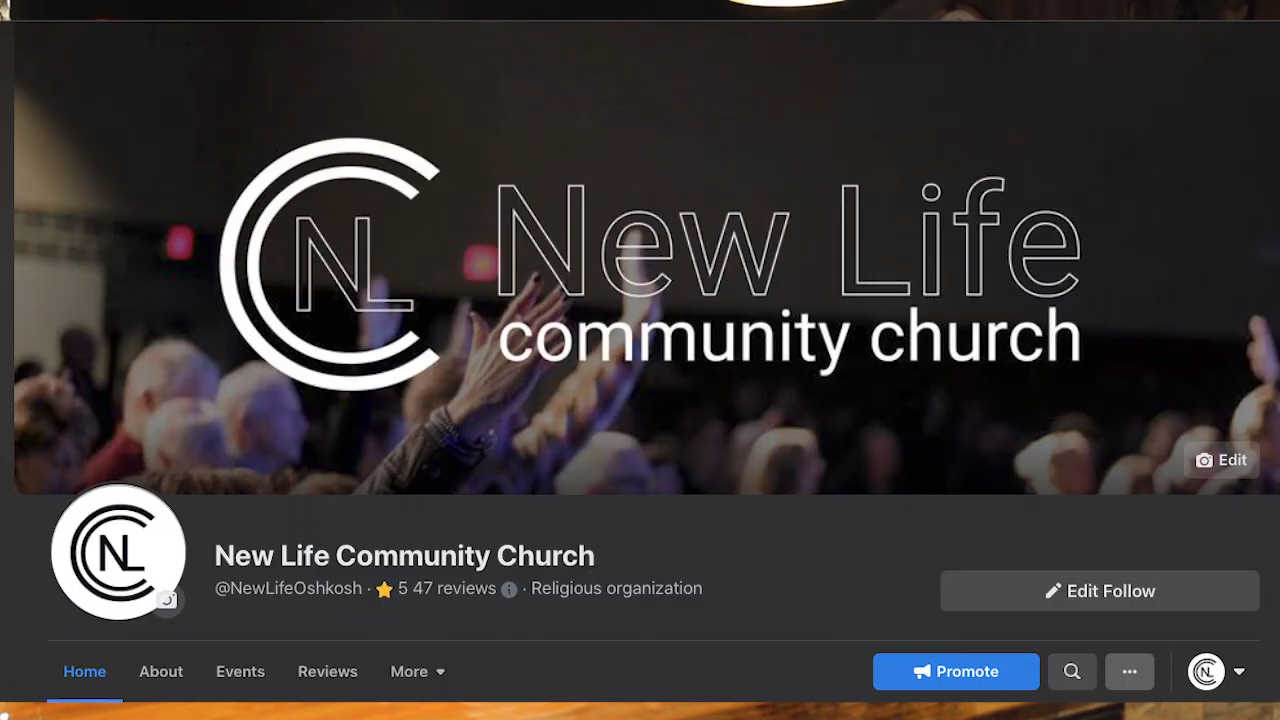 NL
New Life
community church
Edit
NL
New Life Community Church
@NewLifeOshkosh · 5 47 reviews · Religious organization
Edit Follow
Home About Events Reviews More
Promote
NL